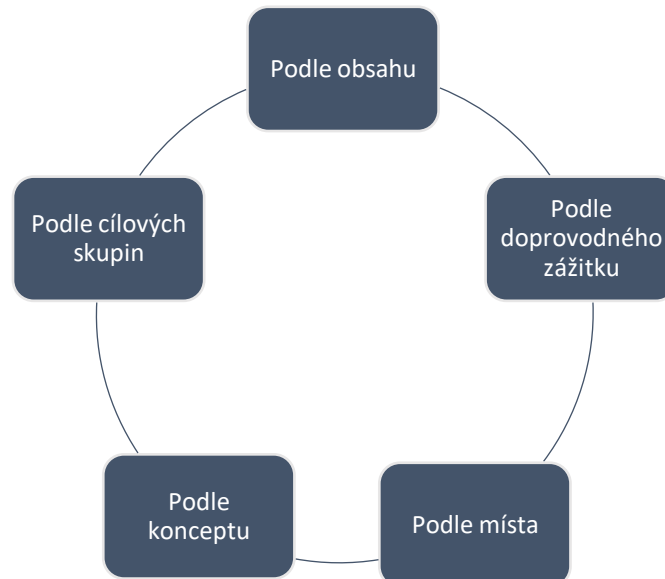 Podle obsahu
Podle
doprovodného
zážitku
Podle místa
Podle
konceptu
Podle cílových
skupin